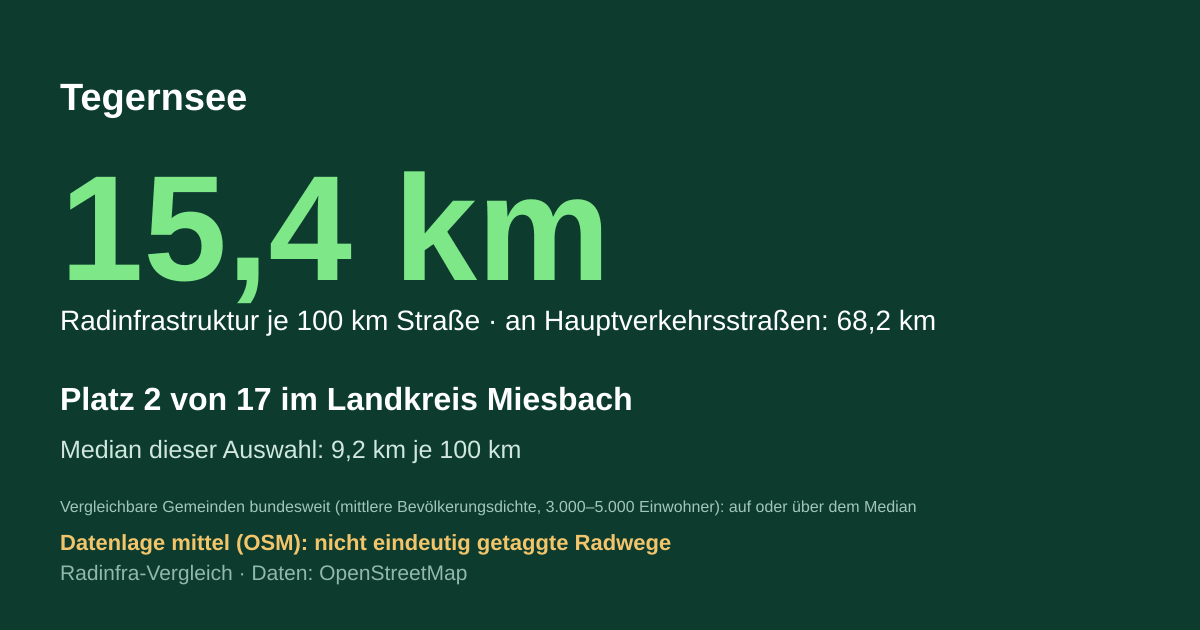 Tegernsee
15,4 km
Radinfrastruktur je 100 km Straße · an Hauptverkehrsstraßen: 68,2 km
Platz 2 von 17 im Landkreis Miesbach
Median dieser Auswahl: 9,2 km je 100 km
Vergleichbare Gemeinden bundesweit (mittlere Bevölkerungsdichte, 3.000–5.000 Einwohner): auf oder über dem Median
Datenlage mittel (OSM): nicht eindeutig getaggte Radwege
Radinfra-Vergleich · Daten: OpenStreetMap